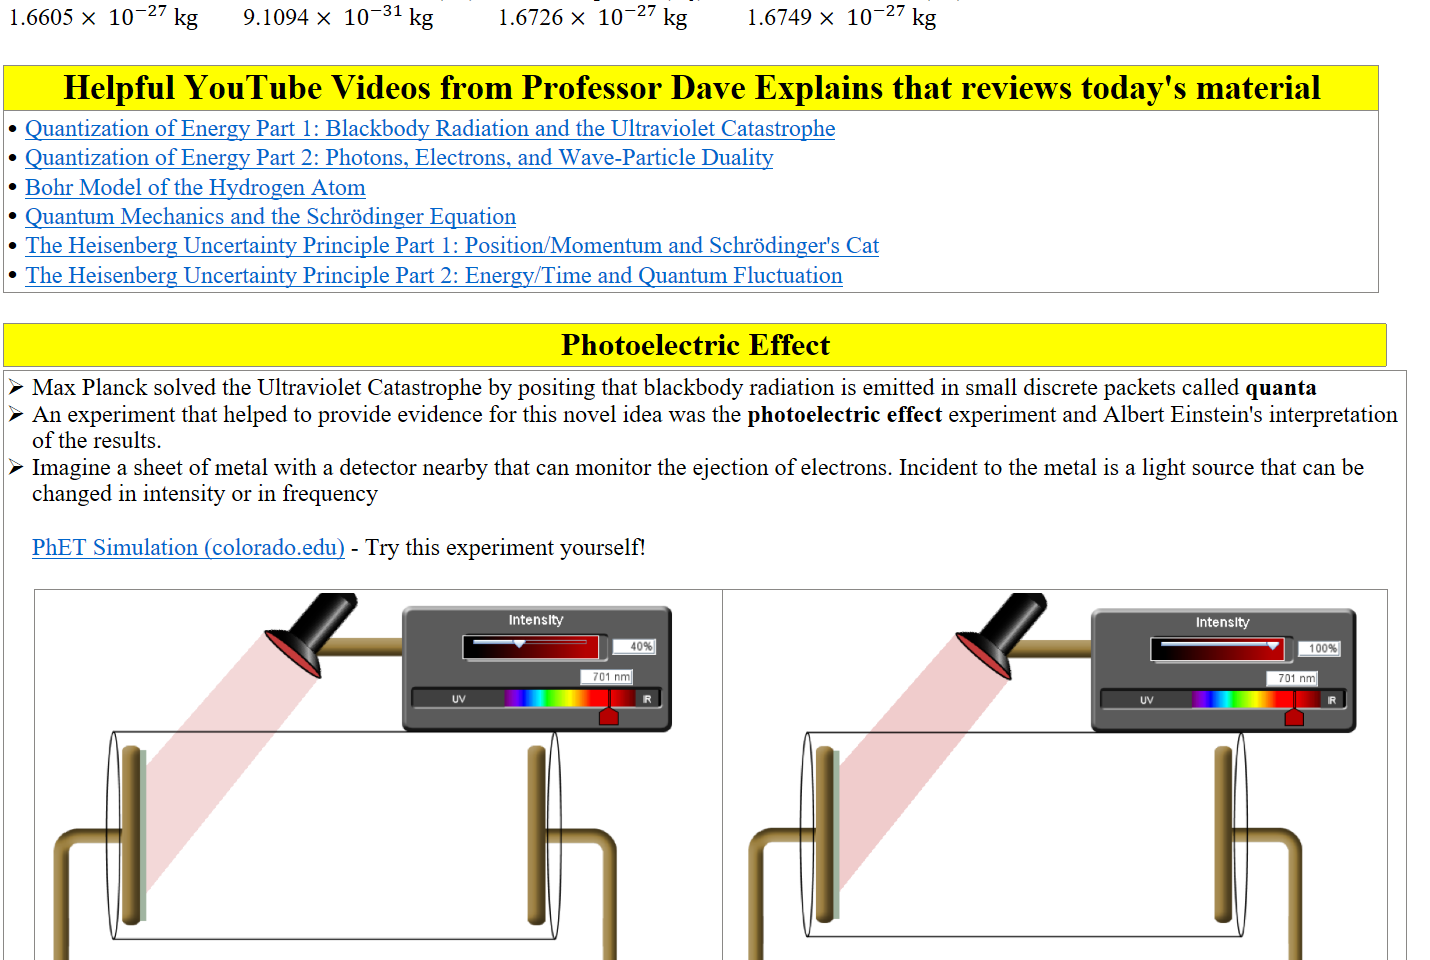 1.6605 × 10⁻²⁷ kg 9.1094 × 10⁻³¹ kg 1.6726 × 10⁻²⁷ kg 1.6749 × 10⁻²⁷ kg
Helpful YouTube Videos from Professor Dave Explains that reviews today's material
• Quantization of Energy Part 1: Blackbody Radiation and the Ultraviolet Catastrophe
• Quantization of Energy Part 2: Photons, Electrons, and Wave-Particle Duality
• Bohr Model of the Hydrogen Atom
• Quantum Mechanics and the Schrödinger Equation
• The Heisenberg Uncertainty Principle Part 1: Position/Momentum and Schrödinger's Cat
• The Heisenberg Uncertainty Principle Part 2: Energy/Time and Quantum Fluctuation
Photoelectric Effect
➢ Max Planck solved the Ultraviolet Catastrophe by positing that blackbody radiation is emitted in small discrete packets called quanta
➢ An experiment that helped to provide evidence for this novel idea was the photoelectric effect experiment and Albert Einstein's interpretation
of the results.
➢ Imagine a sheet of metal with a detector nearby that can monitor the ejection of electrons. Incident to the metal is a light source that can be
changed in intensity or in frequency
PhET Simulation (colorado.edu) - Try this experiment yourself!
Intensity
40%
701 nm
UV IR
Intensity
100%
701 nm
UV IR